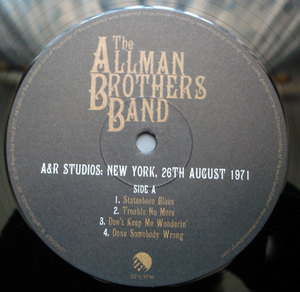 The
ALLMAN
BROTHERS
BAND
A&R STUDIOS: NEW YORK, 26TH AUGUST 1971
SIDE A
1. Statesboro Blues
2. Trouble No More
3. Don't Keep Me Wonderin'
4. Done Somebody Wrong